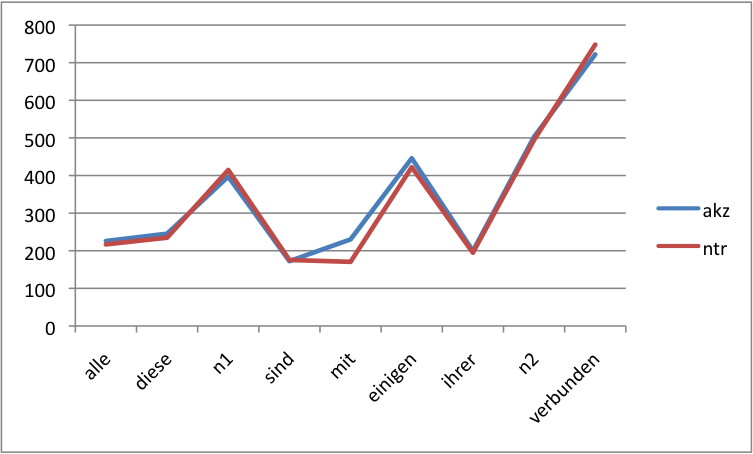 800
700
600
500
400
300
200
100
0
alle
diese
n1
sind
mit
einigen
ihrer
n2
verbunden
akz
ntr